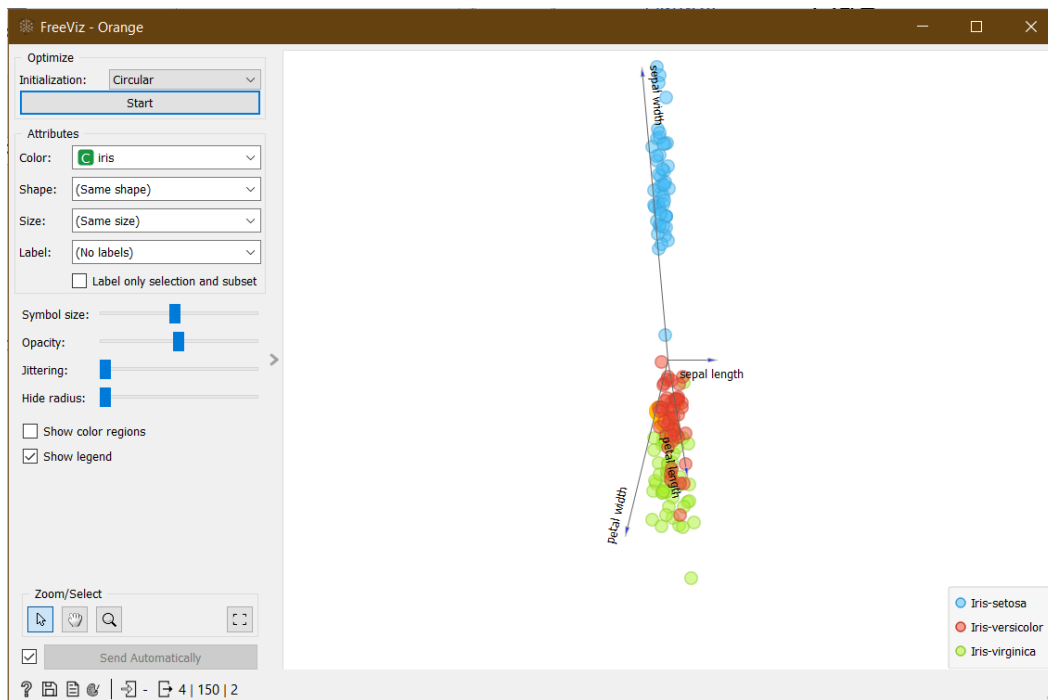 FreeViz - Orange
Optimize
Initialization: Circular
Start
Attributes
Color: C iris
Shape: (Same shape)
Size: (Same size)
Label: (No labels)
Label only selection and subset
Symbol size:
Opacity:
Jittering:
Hide radius:
Show color regions
Show legend
Zoom/Select
Send Automatically
? - 4 | 150 | 2
sepal width
sepal length
petal length
petal width
Iris-setosa
Iris-versicolor
Iris-virginica